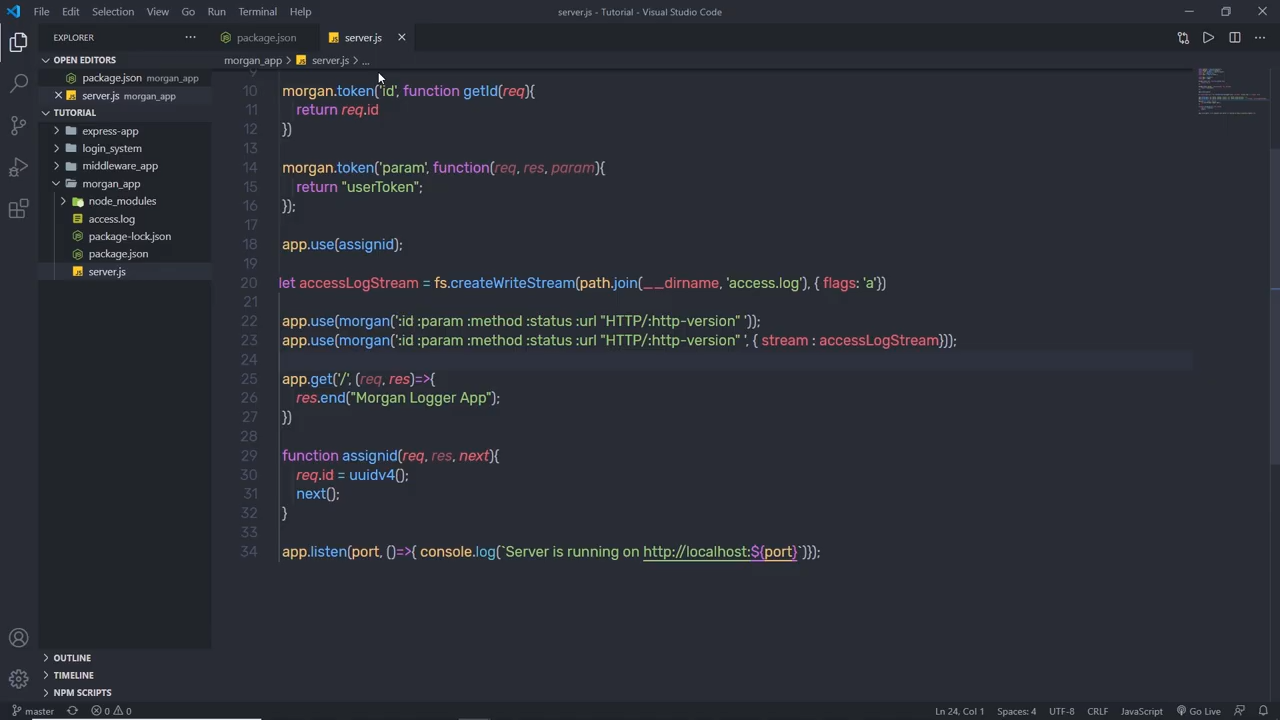 File Edit Selection View Go Run Terminal Help
server.js - Tutorial - Visual Studio Code
EXPLORER
package.json
server.js
OPEN EDITORS
morgan_app > server.js > ...
package.json morgan_app
server.js morgan_app
TUTORIAL
express-app
login_system
middleware_app
morgan_app
node_modules
access.log
package-lock.json
package.json
server.js
9
10 morgan.token('id', function getId(req){
11 return req.id
12 })
13
14 morgan.token('param', function(req, res, param){
15 return "userToken";
16 });
17
18 app.use(assignid);
19
20 let accessLogStream = fs.createWriteStream(path.join(__dirname, 'access.log'), { flags: 'a'})
21
22 app.use(morgan(':id :param :method :status :url "HTTP/:http-version" '));
23 app.use(morgan(':id :param :method :status :url "HTTP/:http-version" ', { stream : accessLogStream}));
24
25 app.get('/', (req, res)=>{
26 res.end("Morgan Logger App");
27 })
28
29 function assignid(req, res, next){
30 req.id = uuidv4();
31 next();
32 }
33
34 app.listen(port, ()=>{ console.log(`Server is running on http://localhost:${port}`)});
OUTLINE
TIMELINE
NPM SCRIPTS
master 0 0 Ln 24, Col 1 Spaces: 4 UTF-8 CRLF JavaScript Go Live